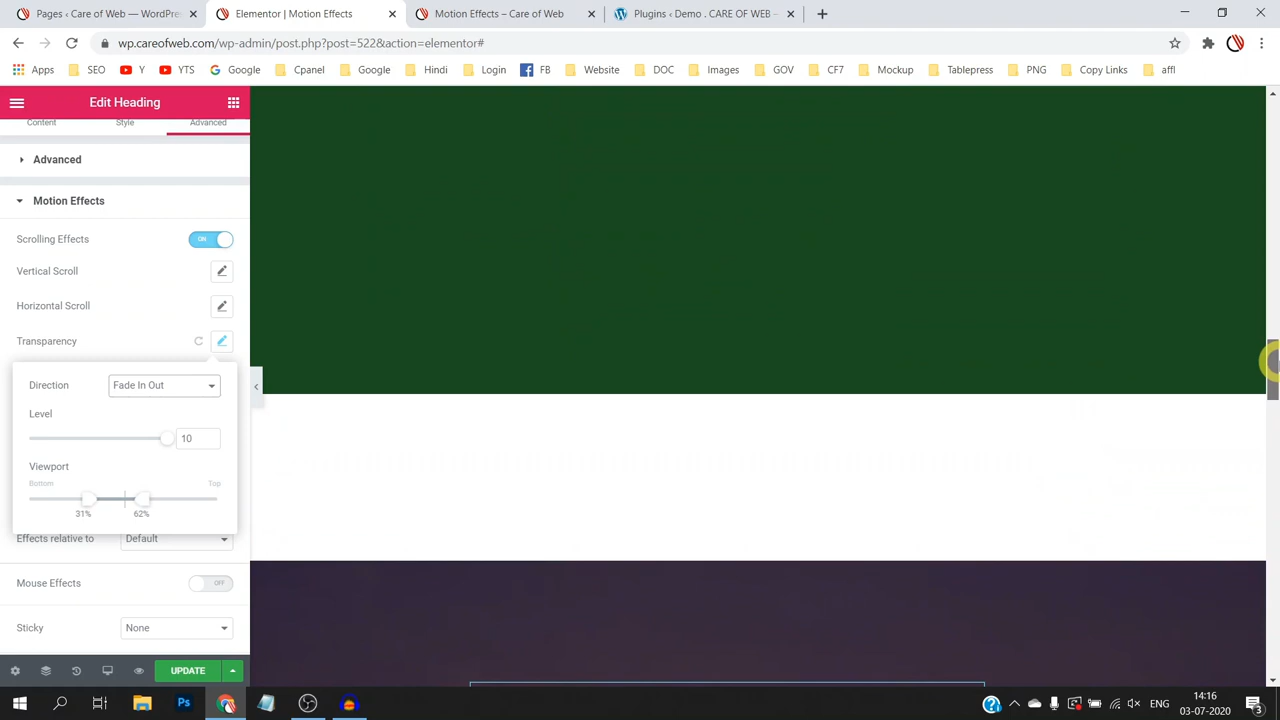 Pages ‹ Care of Web — WordPre
Elementor | Motion Effects
Motion Effects – Care of Web
Plugins ‹ Demo . CARE OF WEB –
wp.careofweb.com/wp-admin/post.php?post=522&action=elementor#
Apps SEO Y YTS Google Cpanel Google Hindi Login FB Website DOC Images GOV CF7 Mockup Tablepress PNG Copy Links affl
Edit Heading
Content Style Advanced
Advanced
Motion Effects
Scrolling Effects ON
Vertical Scroll
Horizontal Scroll
Transparency
Direction Fade In Out
Level
10
Viewport
Bottom Top
31% 62%
Effects relative to Default
Mouse Effects OFF
Sticky None
UPDATE
Ps
ENG
14:16
03-07-2020
3